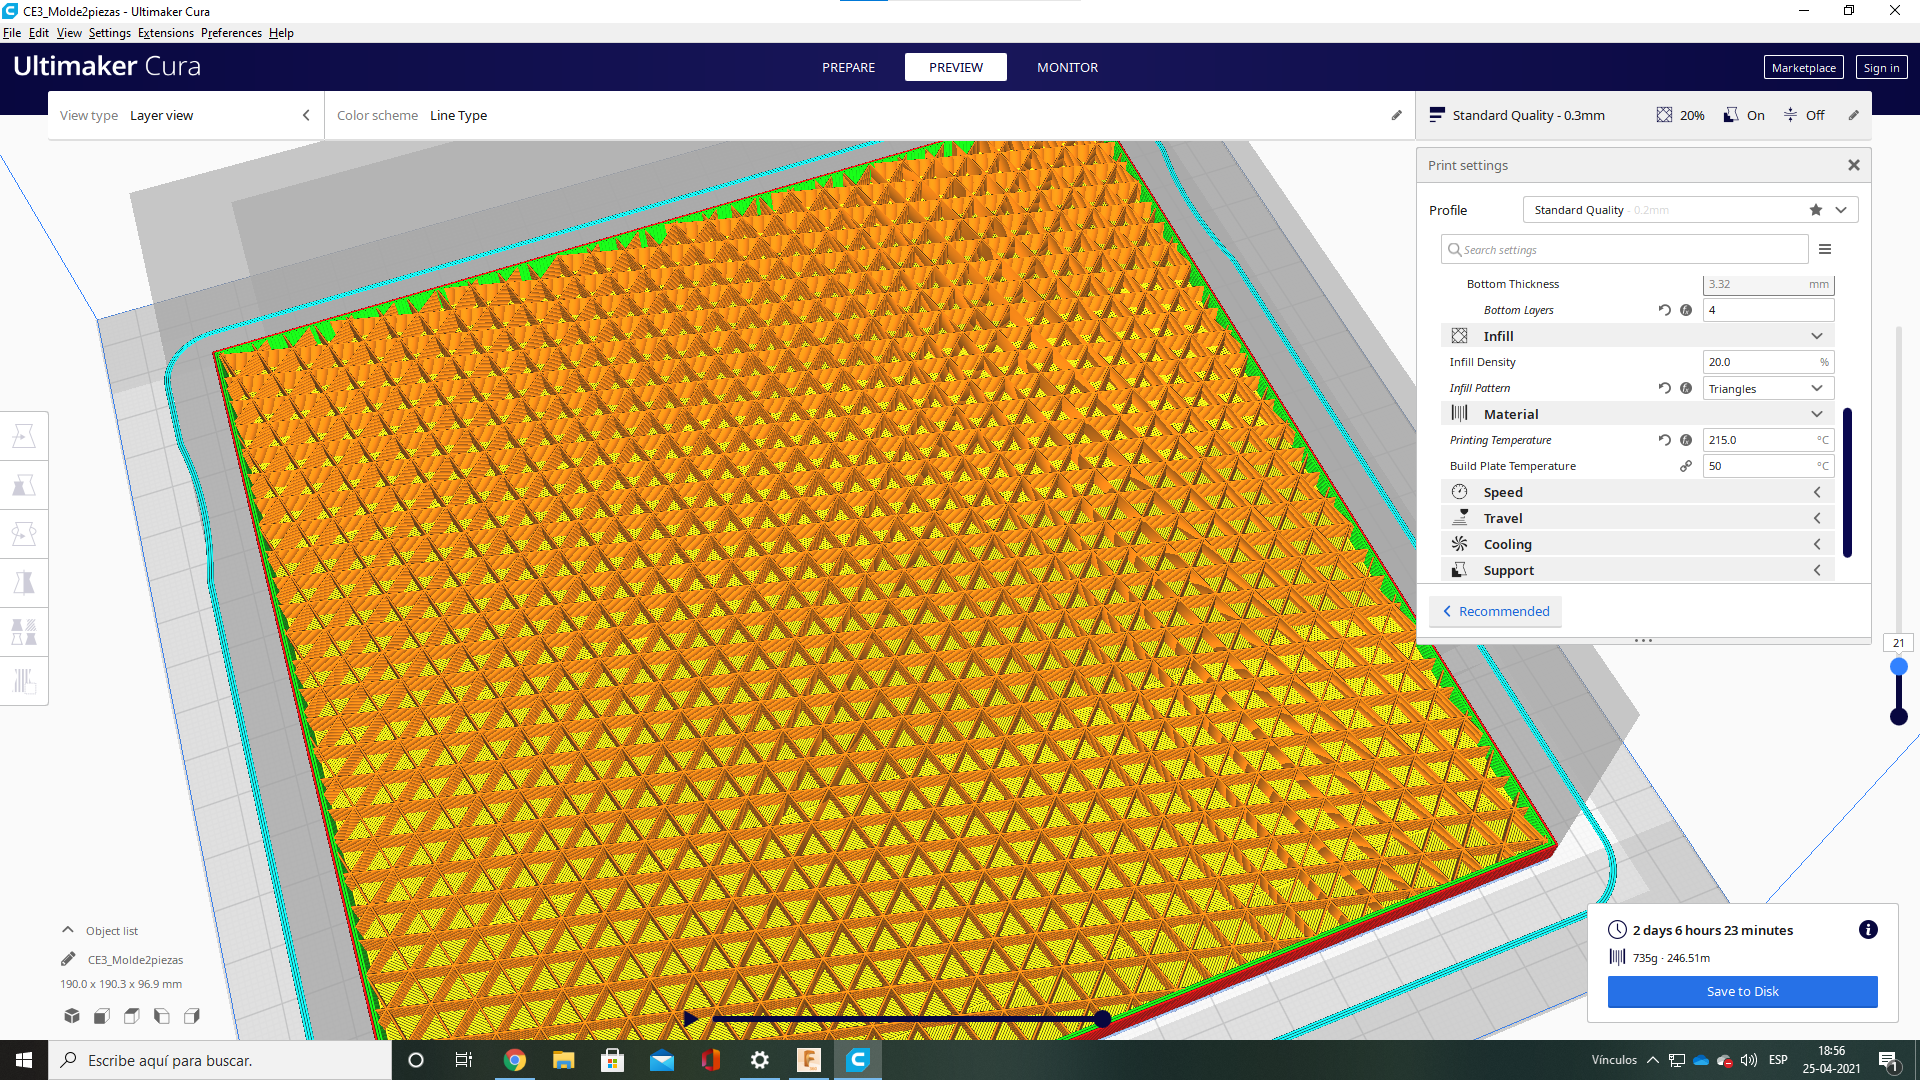 CE3_Molde2piezas - Ultimaker Cura
File Edit View Settings Extensions Preferences Help
Ultimaker Cura
PREPARE PREVIEW MONITOR
Marketplace Sign in
View type Layer view
Color scheme Line Type
Standard Quality - 0.3mm 20% On Off
Print settings
Profile Standard Quality - 0.2mm
Search settings
Bottom Thickness 3.32 mm
Bottom Layers 4
Infill
Infill Density 20.0 %
Infill Pattern Triangles
Material
Printing Temperature 215.0 °C
Build Plate Temperature 50 °C
Speed
Travel
Cooling
Support
Recommended
21
Object list
CE3_Molde2piezas
190.0 x 190.3 x 96.9 mm
2 days 6 hours 23 minutes
735g · 246.51m
Save to Disk
Escribe aquí para buscar.
Vínculos ESP 18:56
25-04-2021
1